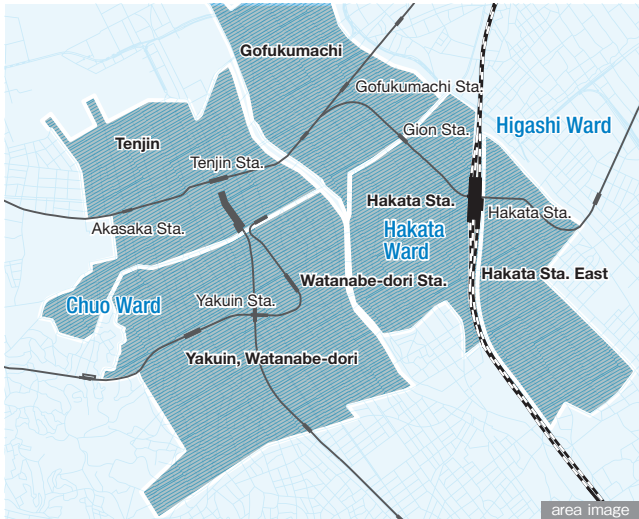 Gofukumachi
Gofukumachi Sta.
Higashi Ward
Gion Sta.
Tenjin
Tenjin Sta.
Hakata Sta.
Hakata Sta.
Akasaka Sta.
Hakata
Ward
Watanabe-dori Sta.
Hakata Sta. East
Chuo Ward
Yakuin Sta.
Yakuin, Watanabe-dori
area image